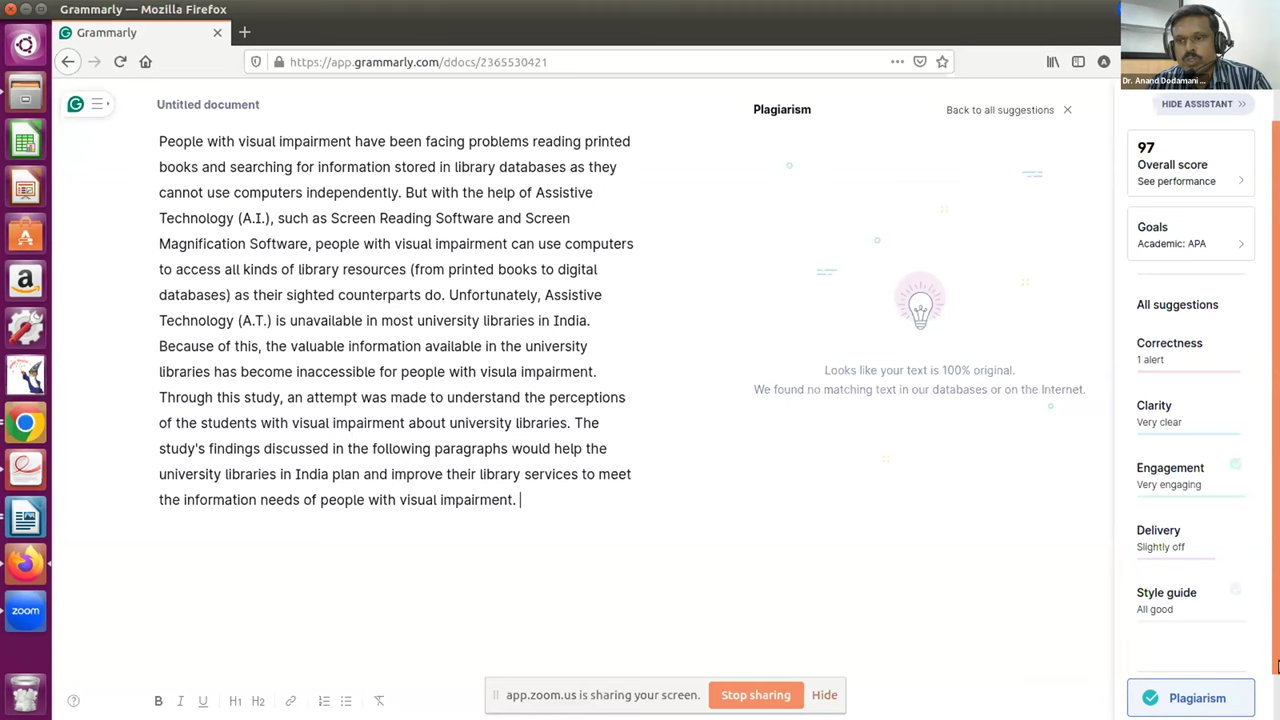 Grammarly — Mozilla Firefox
Grammarly
https://app.grammarly.com/ddocs/2365530421
Dr. Anand Dodamani ...
Untitled document
Plagiarism
Back to all suggestions
HIDE ASSISTANT
People with visual impairment have been facing problems reading printed
books and searching for information stored in library databases as they
cannot use computers independently. But with the help of Assistive
Technology (A.I.), such as Screen Reading Software and Screen
Magnification Software, people with visual impairment can use computers
to access all kinds of library resources (from printed books to digital
databases) as their sighted counterparts do. Unfortunately, Assistive
Technology (A.T.) is unavailable in most university libraries in India.
Because of this, the valuable information available in the university
libraries has become inaccessible for people with visula impairment.
Through this study, an attempt was made to understand the perceptions
of the students with visual impairment about university libraries. The
study's findings discussed in the following paragraphs would help the
university libraries in India plan and improve their library services to meet
the information needs of people with visual impairment.
Looks like your text is 100% original.
We found no matching text in our databases or on the Internet.
97
Overall score
See performance
Goals
Academic: APA
All suggestions
Correctness
1 alert
Clarity
Very clear
Engagement
Very engaging
Delivery
Slightly off
Style guide
All good
Plagiarism
zoom
B I U H1 H2
app.zoom.us is sharing your screen.
Stop sharing
Hide